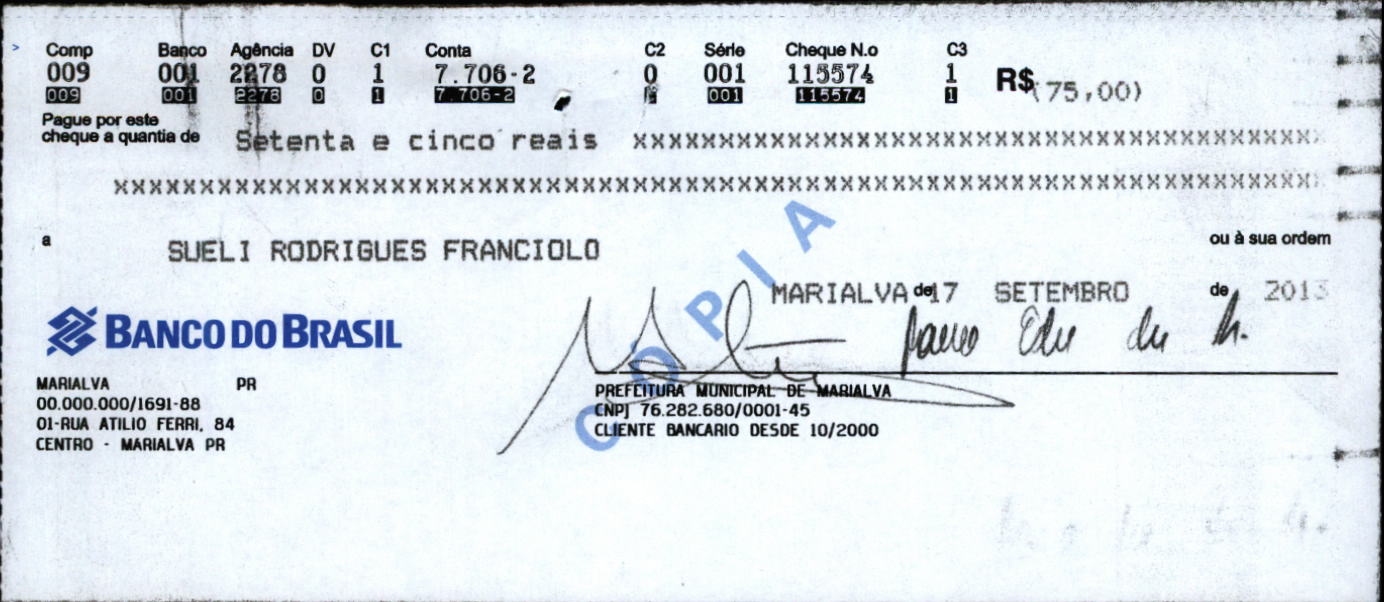 Comp Banco Agência DV C1 Conta C2 Série Cheque N.o C3
009 001 2278 0 1 7.706-2 0 001 115574 1 R$ (75,00)
009 001 2278 0 1 7.706-2 001 115574 1
Pague por este
cheque a quantia de Setenta e cinco reais xxxxxxxxxxxxxxxxxxxxxxxxxxxxxxxxxxxxxxxxxxxxxxxx
xxxxxxxxxxxxxxxxxxxxxxxxxxxxxxxxxxxxxxxxxxxxxxxxxxxxxxxxxxxxxxxxxxxxxxxxxxxxxxxxxxxx
a SUELI RODRIGUES FRANCIOLO ou à sua ordem
MARIALVA de 17 SETEMBRO de 2013
CÓPIA
BANCO DO BRASIL
MARIALVA PR
00.000.000/1691-88
01-RUA ATILIO FERRI, 84
CENTRO - MARIALVA PR
PREFEITURA MUNICIPAL DE MARIALVA
CNPJ 76.282.680/0001-45
CLIENTE BANCARIO DESDE 10/2000